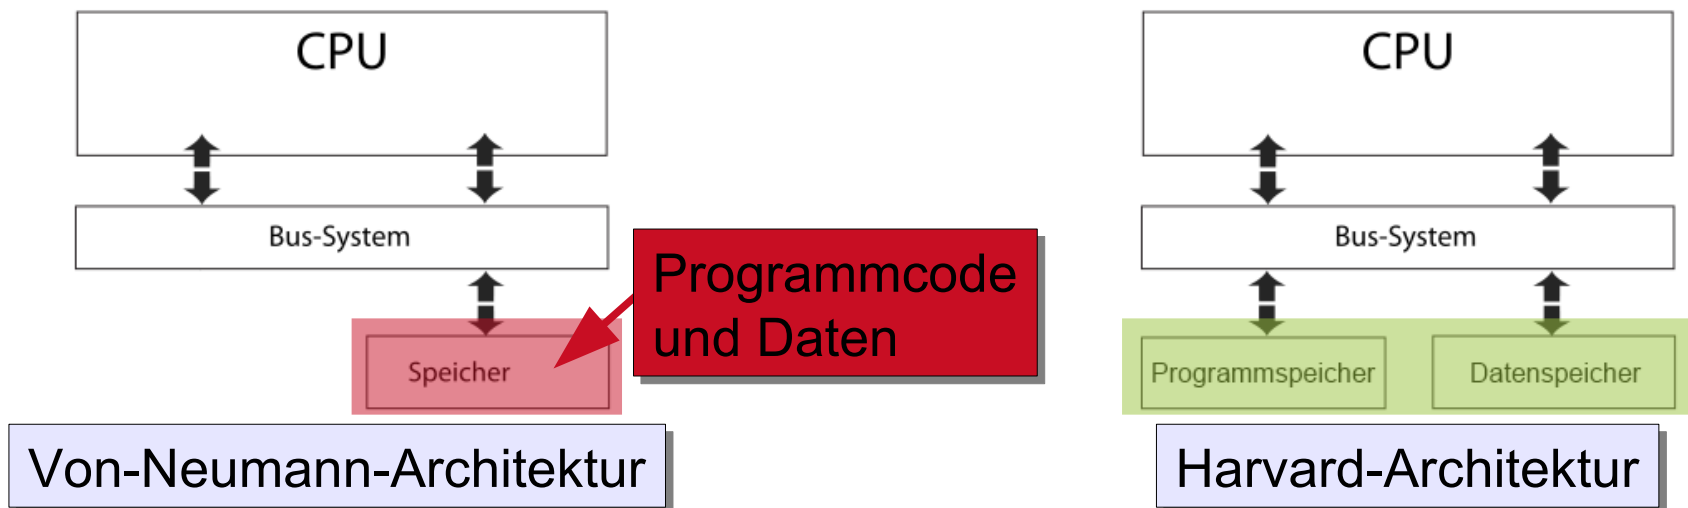 CPU
Bus-System
Programmcode
und Daten
Speicher
Von-Neumann-Architektur
CPU
Bus-System
Programmspeicher
Datenspeicher
Harvard-Architektur